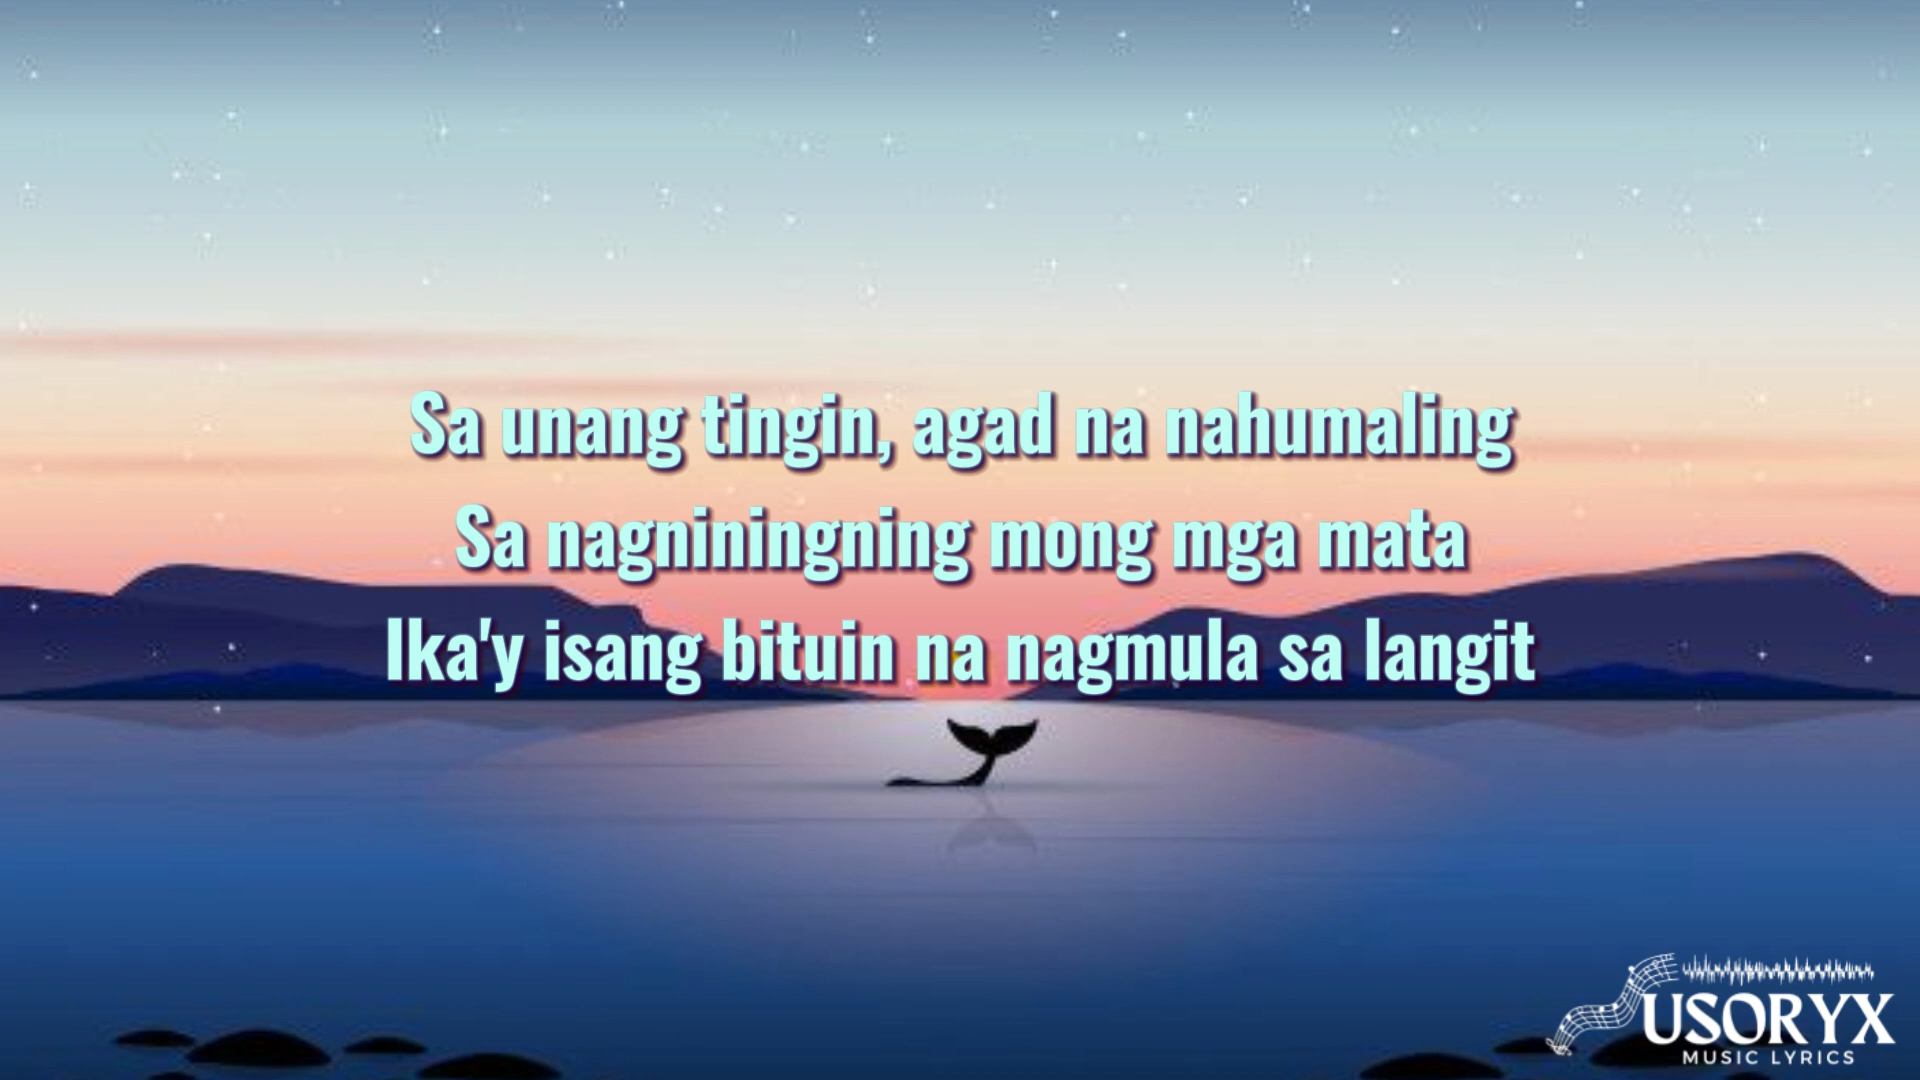 Sa unang tingin, agad na nahumaling
Sa nagniningning mong mga mata
Ika'y isang bituin na nagmula sa langit
USORYX
MUSIC LYRICS